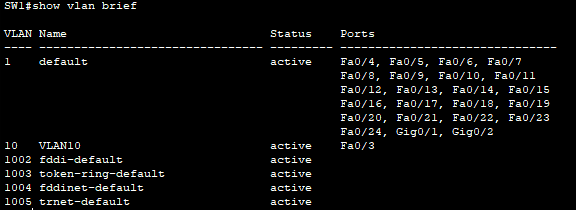 SW1#show vlan brief
VLAN Name                             Status    Ports
---- -------------------------------- --------- -------------------------------
1    default                          active    Fa0/4, Fa0/5, Fa0/6, Fa0/7
                                                Fa0/8, Fa0/9, Fa0/10, Fa0/11
                                                Fa0/12, Fa0/13, Fa0/14, Fa0/15
                                                Fa0/16, Fa0/17, Fa0/18, Fa0/19
                                                Fa0/20, Fa0/21, Fa0/22, Fa0/23
                                                Fa0/24, Gig0/1, Gig0/2
10   VLAN10                           active    Fa0/3
1002 fddi-default                     active
1003 token-ring-default               active
1004 fddinet-default                  active
1005 trnet-default                    active